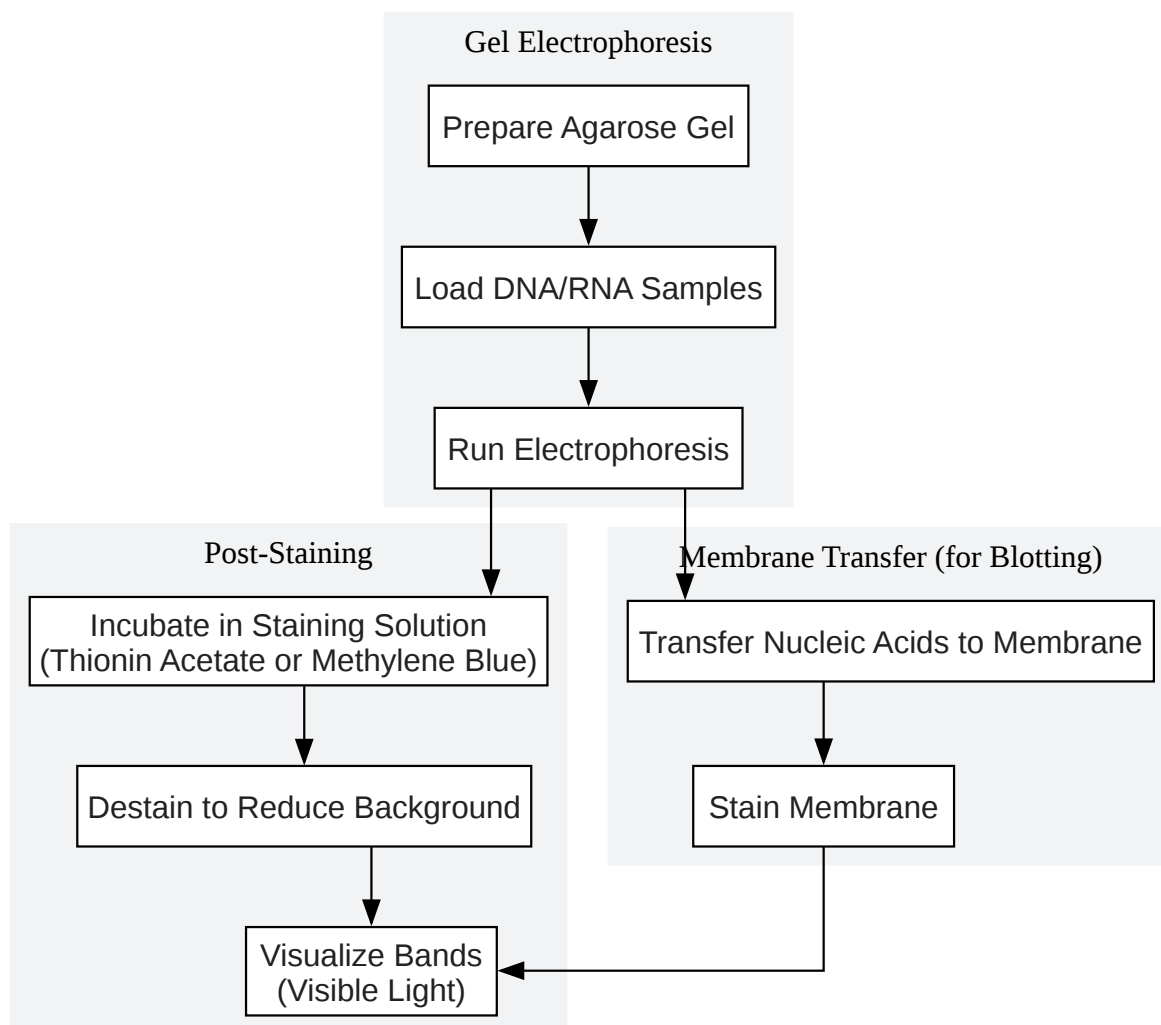 Gel Electrophoresis
Prepare Agarose Gel
Load DNA/RNA Samples
Run Electrophoresis
Post-Staining
Incubate in Staining Solution
(Thionin Acetate or Methylene Blue)
Destain to Reduce Background
Visualize Bands
(Visible Light)
Membrane Transfer (for Blotting)
Transfer Nucleic Acids to Membrane
Stain Membrane